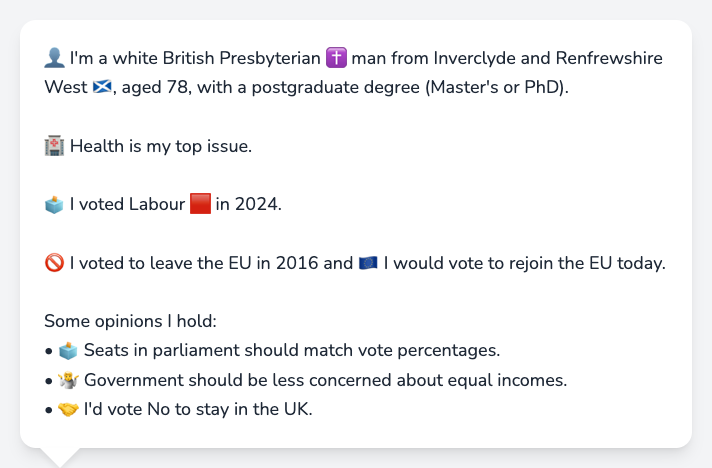 👤 I'm a white British Presbyterian ✝️ man from Inverclyde and Renfrewshire
West 🏴󠁧󠁢󠁳󠁣󠁴󠁿, aged 78, with a postgraduate degree (Master's or PhD).
🏥 Health is my top issue.
🗳️ I voted Labour 🟥 in 2024.
🚫 I voted to leave the EU in 2016 and 🇪🇺 I would vote to rejoin the EU today.
Some opinions I hold:
• 🗳️ Seats in parliament should match vote percentages.
• 🤷 Government should be less concerned about equal incomes.
• 🤝 I'd vote No to stay in the UK.